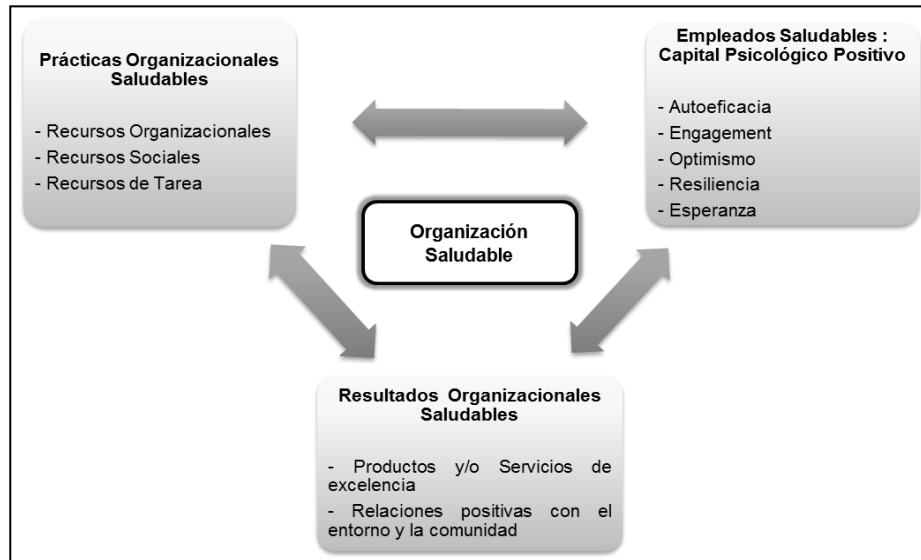 Prácticas Organizacionales
Saludables
- Recursos Organizacionales
- Recursos Sociales
- Recursos de Tarea
Empleados Saludables :
Capital Psicológico Positivo
- Autoeficacia
- Engagement
- Optimismo
- Resiliencia
- Esperanza
Organización
Saludable
Resultados Organizacionales
Saludables
- Productos y/o Servicios de
excelencia
- Relaciones positivas con el
entorno y la comunidad